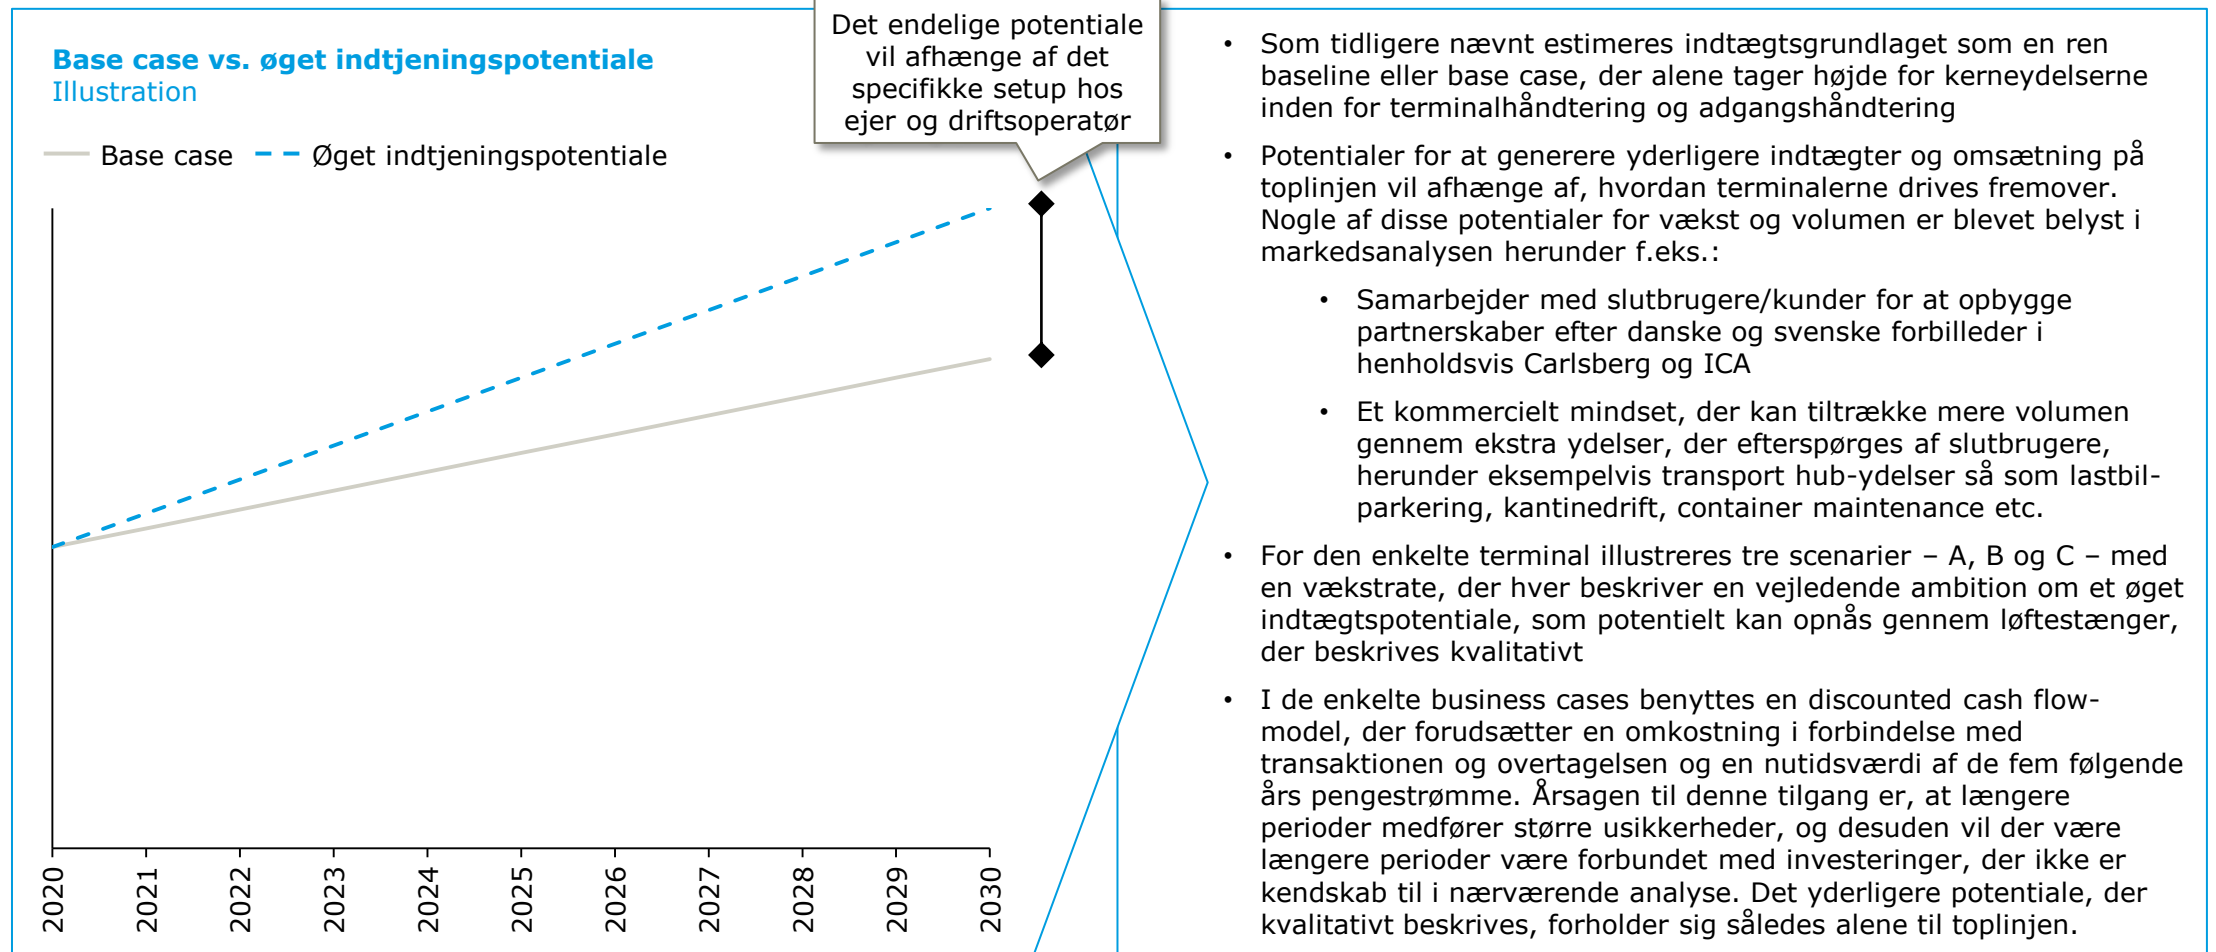 Base case vs. øget indtjeningspotentiale
Illustration
Base case
Øget indtjeningspotentiale
Det endelige potentiale
vil afhænge af det
specifikke setup hos
ejer og driftsoperatør
2020
2021
2022
2023
2024
2025
2026
2027
2028
2029
2030
• Som tidligere nævnt estimeres indtægtsgrundlaget som en ren
baseline eller base case, der alene tager højde for kerneydelserne
inden for terminalhåndtering og adgangshåndtering
• Potentialer for at generere yderligere indtægter og omsætning på
toplinjen vil afhænge af, hvordan terminalerne drives fremover.
Nogle af disse potentialer for vækst og volumen er blevet belyst i
markedsanalysen herunder f.eks.:
• Samarbejder med slutbrugere/kunder for at opbygge
partnerskaber efter danske og svenske forbilleder i
henholdsvis Carlsberg og ICA
• Et kommercielt mindset, der kan tiltrække mere volumen
gennem ekstra ydelser, der efterspørges af slutbrugere,
herunder eksempelvis transport hub-ydelser så som lastbil-
parkering, kantinedrift, container maintenance etc.
• For den enkelte terminal illustreres tre scenarier – A, B og C – med
en vækstrate, der hver beskriver en vejledende ambition om et øget
indtægtspotentiale, som potentielt kan opnås gennem løftestænger,
der beskrives kvalitativt
• I de enkelte business cases benyttes en discounted cash flow-
model, der forudsætter en omkostning i forbindelse med
transaktionen og overtagelsen og en nutidsværdi af de fem følgende
års pengestrømme. Årsagen til denne tilgang er, at længere
perioder medfører større usikkerheder, og desuden vil der være
længere perioder være forbundet med investeringer, der ikke er
kendskab til i nærværende analyse. Det yderligere potentiale, der
kvalitativt beskrives, forholder sig således alene til toplinjen.